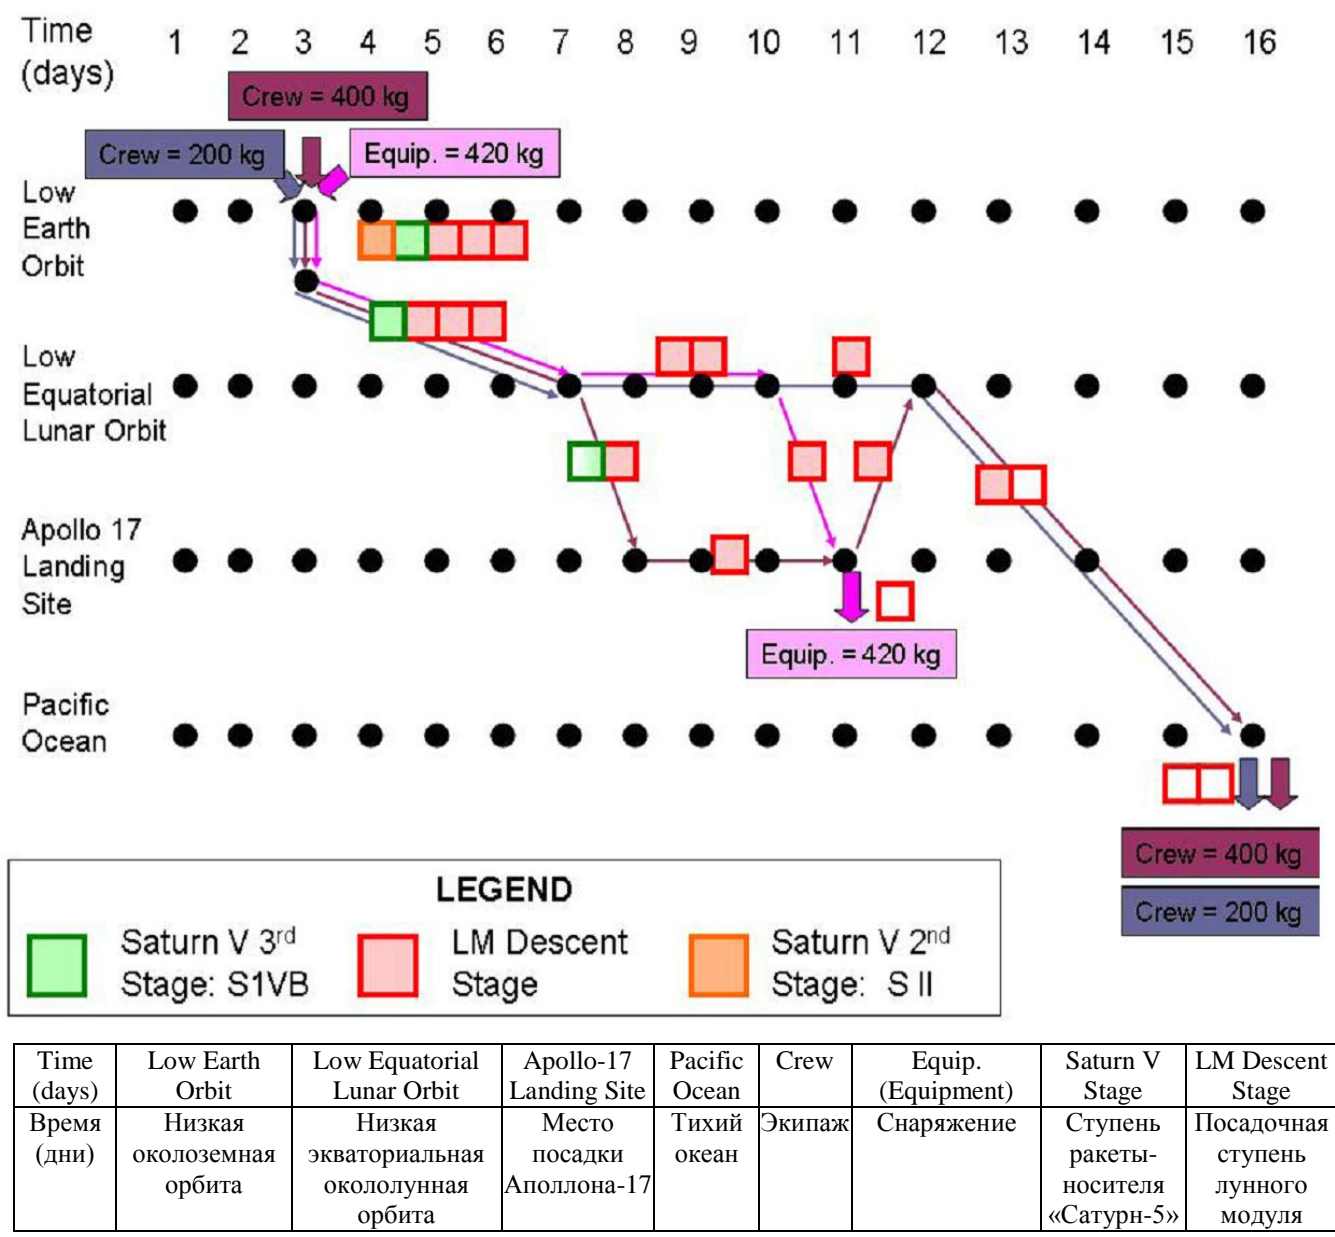 Time
(days)
1 2 3 4 5 6 7 8 9 10 11 12 13 14 15 16
Crew = 400 kg
Crew = 200 kg
Equip. = 420 kg
Low
Earth
Orbit
Low
Equatorial
Lunar Orbit
Apollo 17
Landing
Site
Equip. = 420 kg
Pacific
Ocean
Crew = 400 kg
Crew = 200 kg
LEGEND
Saturn V 3rd
Stage: S1VB
LM Descent
Stage
Saturn V 2nd
Stage: S II
Time
(days)
Low Earth
Orbit
Low Equatorial
Lunar Orbit
Apollo-17
Landing Site
Pacific
Ocean
Crew
Equip.
(Equipment)
Saturn V
Stage
LM Descent
Stage
Время
(дни)
Низкая
околоземная
орбита
Низкая
экваториальная
окололунная
орбита
Место
посадки
Аполлона-17
Тихий
океан
Экипаж
Снаряжение
Ступень
ракеты-
носителя
«Сатурн-5»
Посадочная
ступень
лунного
модуля